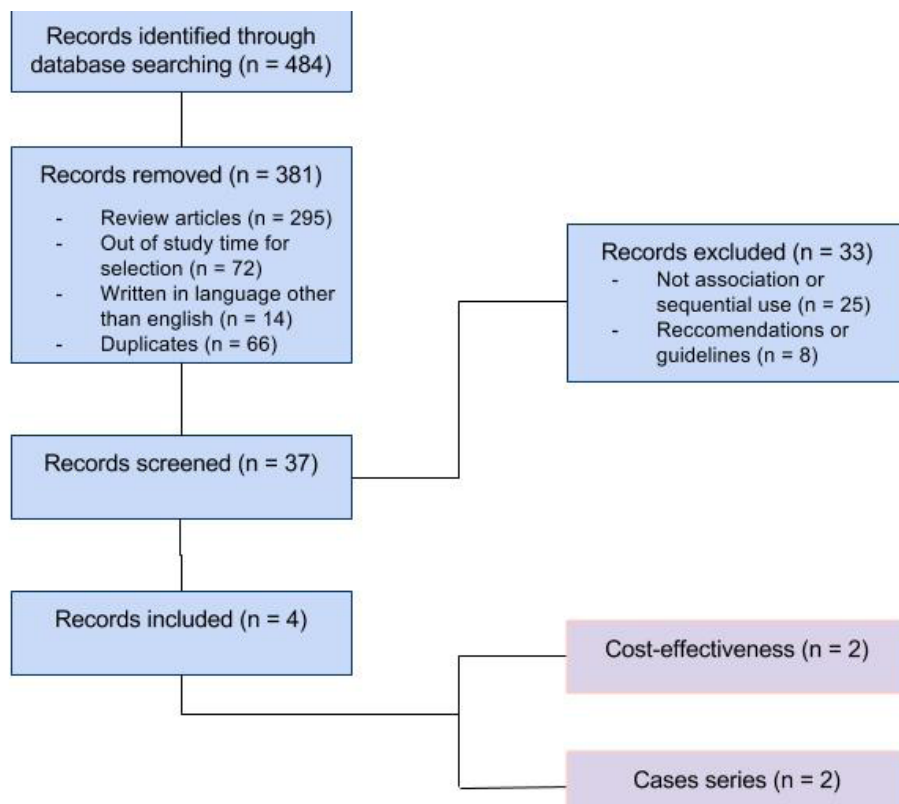 Records identified through
database searching (n = 484)
Records removed (n = 381)
- Review articles (n = 295)
- Out of study time for
selection (n = 72)
- Written in language other
than english (n = 14)
- Duplicates (n = 66)
Records excluded (n = 33)
- Not association or
sequential use (n = 25)
- Reccomendations or
guidelines (n = 8)
Records screened (n = 37)
Records included (n = 4)
Cost-effectiveness (n = 2)
Cases series (n = 2)